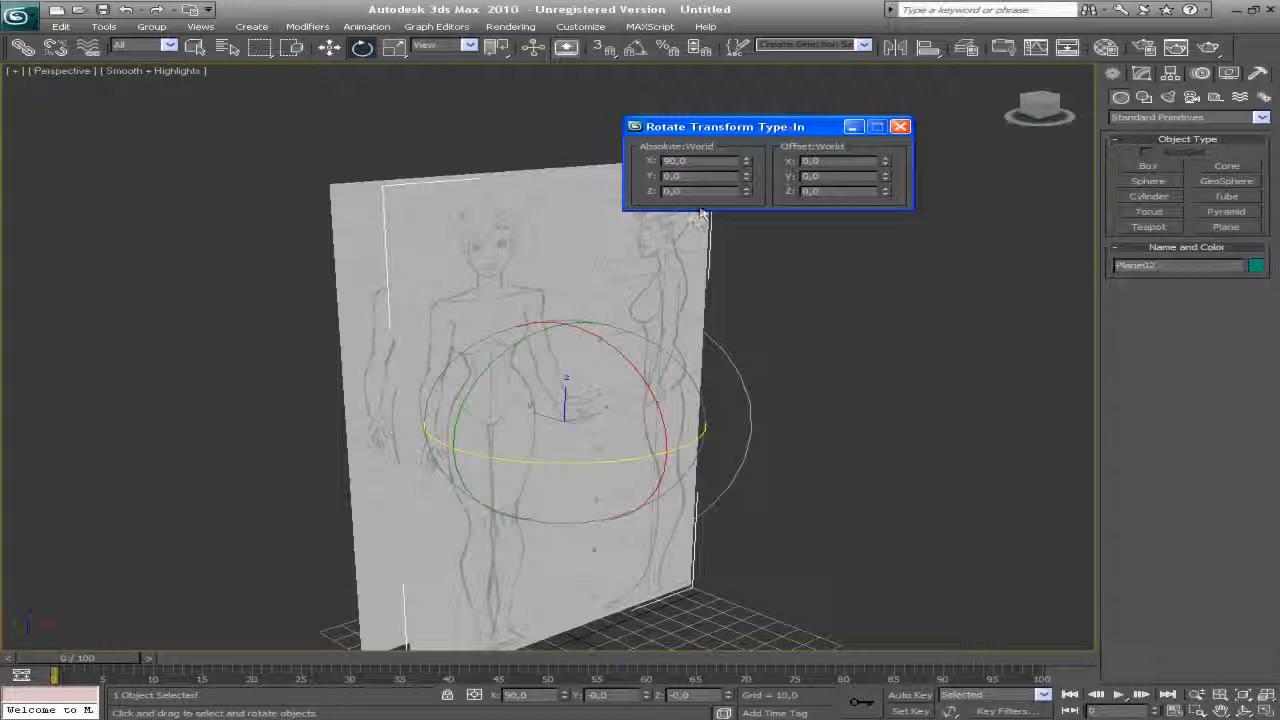 Autodesk 3ds Max 2010 - Unregistered Version Untitled
Type a keyword or phrase
Edit Tools Group Views Create Modifiers Animation Graph Editors Rendering Customize MAXScript Help
All View Create Selection Se
[ + ] [ Perspective ] [ Smooth + Highlights ]
Standard Primitives
Rotate Transform Type-In
Absolute:World Offset:World
X: 90,0 X: 0,0
Y: 0,0 Y: 0,0
Z: 0,0 Z: 0,0
Object Type
AutoGrid
Box Cone
Sphere GeoSphere
Cylinder Tube
Torus Pyramid
Teapot Plane
Name and Color
Plane02
z
0 / 100
5 10 15 20 25 30 35 40 45 50 55 60 65 70 75 80 85 90 95 100
1 Object Selected X: 90,0 Y: -0,0 Z: -0,0 Grid = 10,0 Auto Key Selected
Welcome to M. Click and drag to select and rotate objects. Add Time Tag Set Key Key Filters... 0